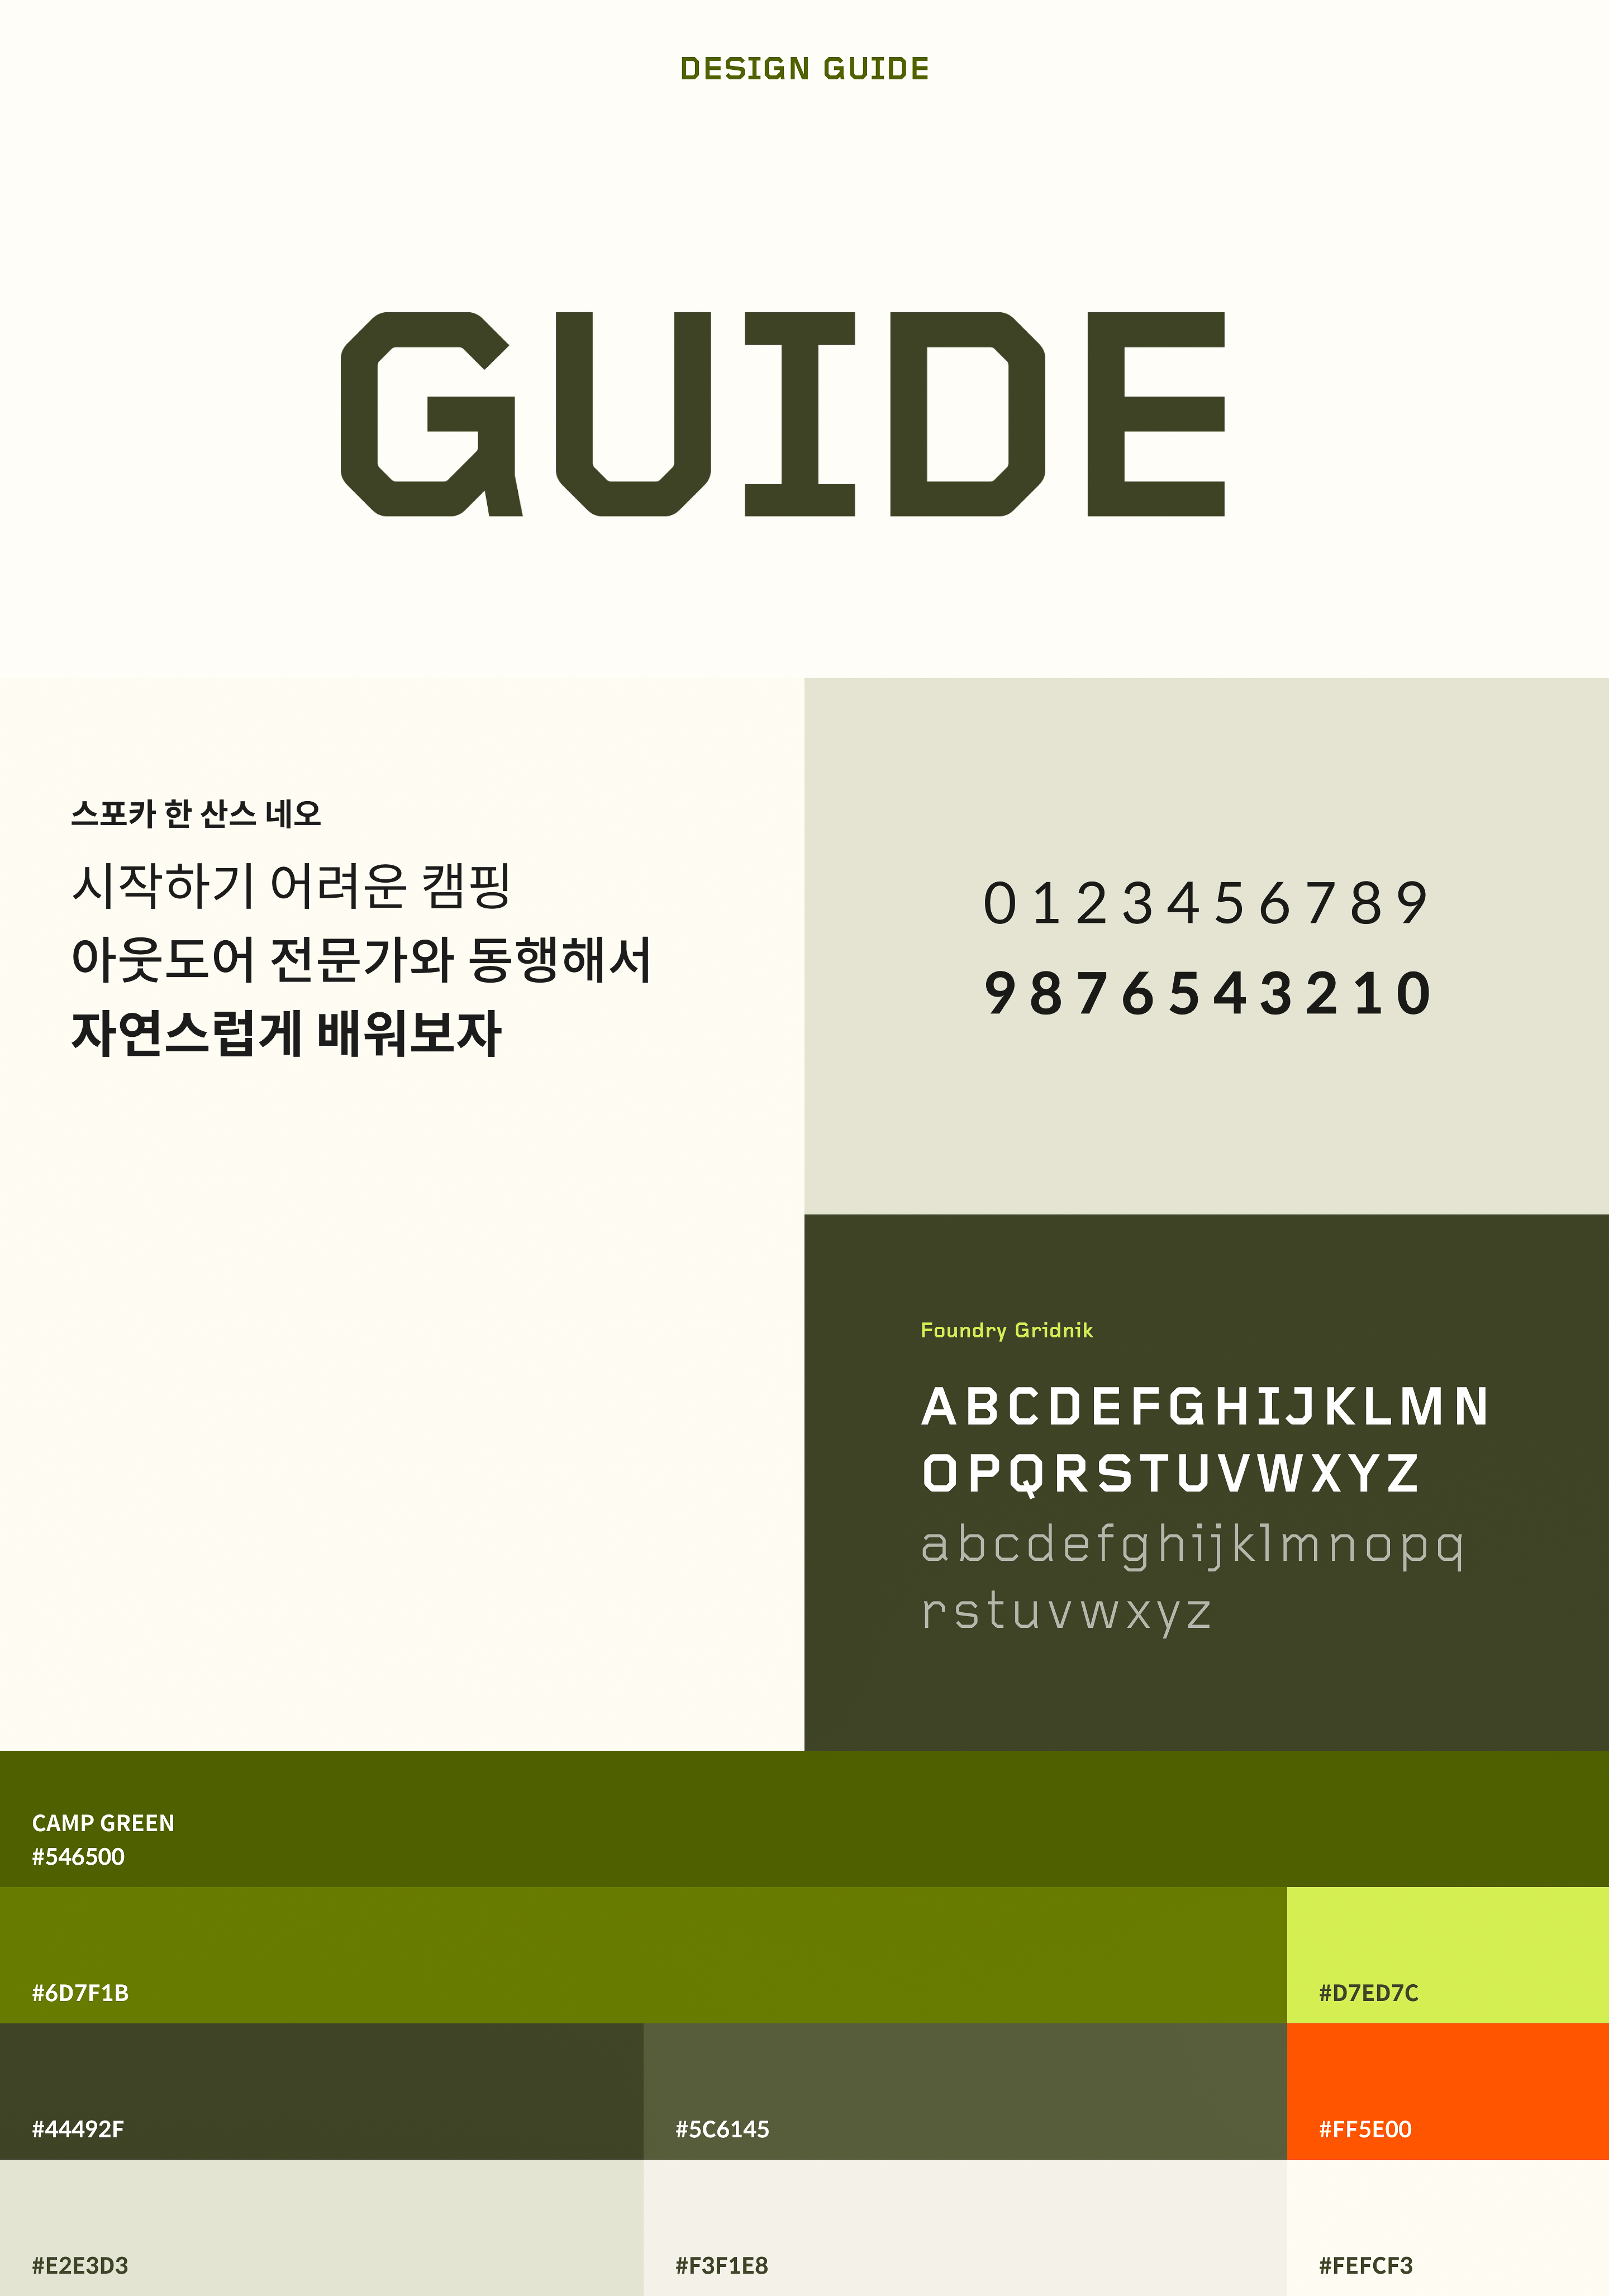 DESIGN GUIDE
GUIDE
스포카 한 산스 네오
시작하기 어려운 캠핑
아웃도어 전문가와 동행해서
자연스럽게 배워보자
0123456789
9876543210
Foundry Gridnik
ABCDEFGHIJKLMN
OPQRSTUVWXYZ
abcdefghijklmnopq
rstuvwxyz
CAMP GREEN
#546500
#6D7F1B
#D7ED7C
#44492F
#5C6145
#FF5E00
#E2E3D3
#F3F1E8
#FEFCF3